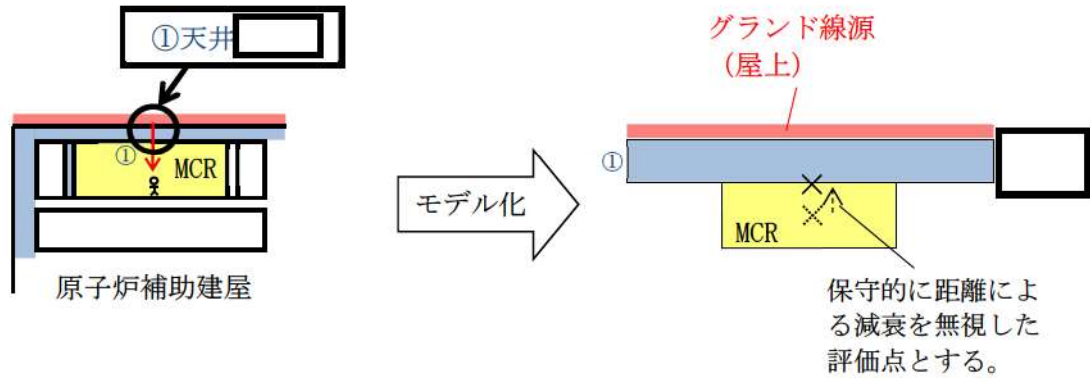 ①天井
グランド線源
（屋上）
①
MCR
①
モデル化
MCR
原子炉補助建屋
保守的に距離によ
る減衰を無視した
評価点とする。